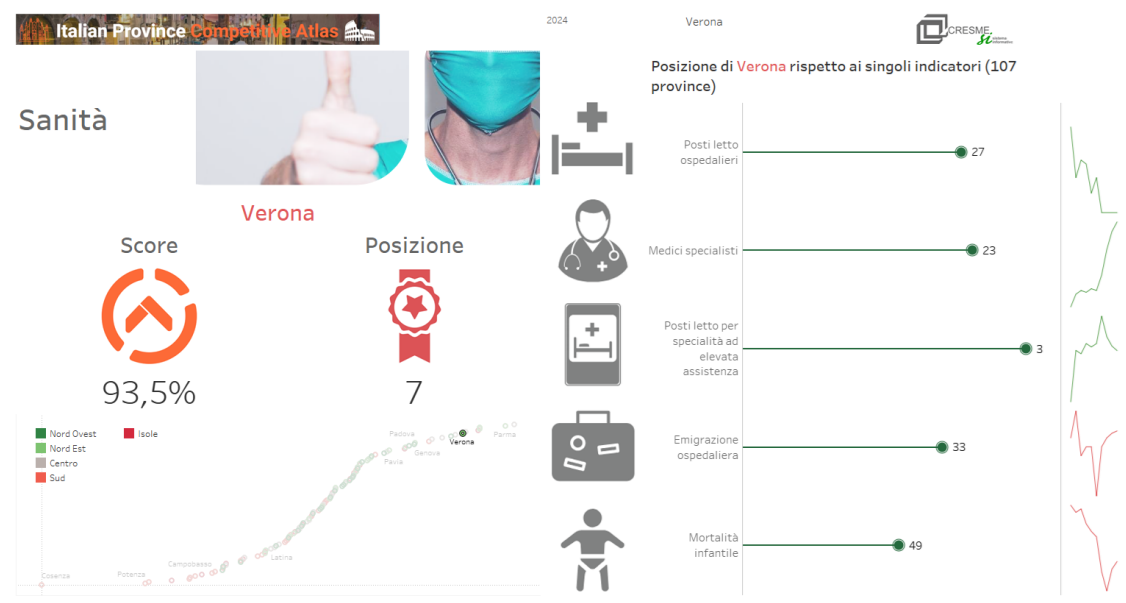 Italian Province Competitive Atlas
2024
Verona
CRESME
si sistema
informativo
Sanità
Posizione di Verona rispetto ai singoli indicatori (107
province)
Verona
Score
Posizione
93,5%
7
Nord Ovest
Isole
Nord Est
Centro
Sud
Padova
Verona
Parma
Genova
Pavia
Latina
Campobasso
Potenza
Cosenza
Posti letto
ospedalieri
27
Medici specialisti
23
Posti letto per
specialità ad
elevata
assistenza
3
Emigrazione
ospedaliera
33
Mortalità
infantile
49